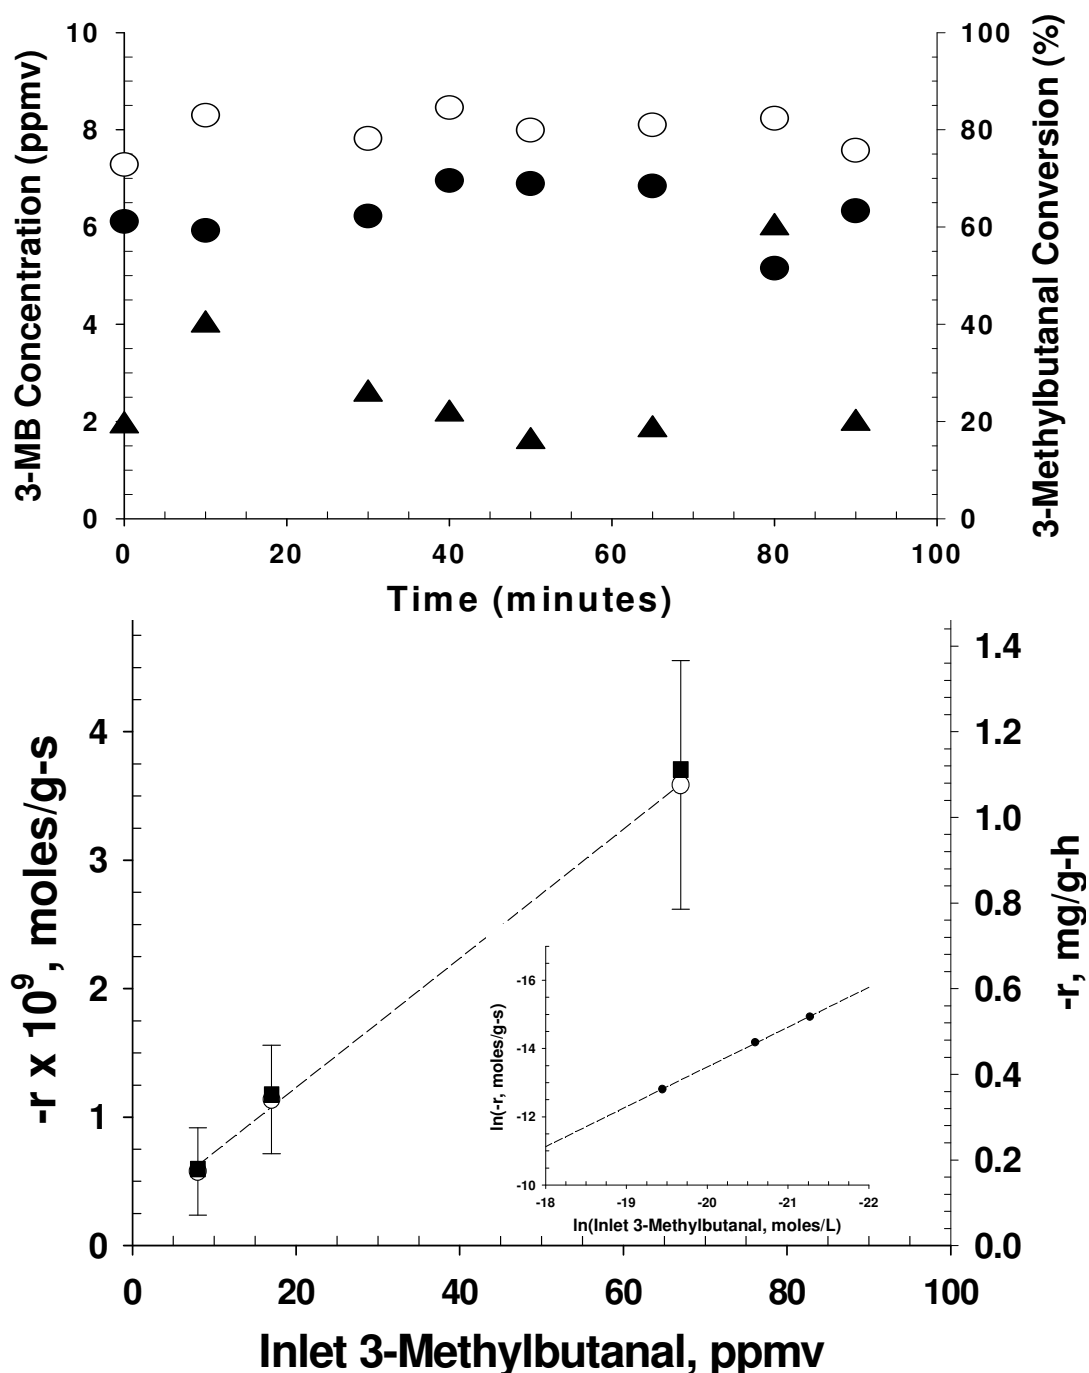 3-MB Concentration (ppmv)
10
8
6
4
2
0
3-Methylbutanal Conversion (%)
100
80
60
40
20
0
0 20 40 60 80 100
Time (minutes)
-r x 10⁹, moles/g-s
4
3
2
1
0
-r, mg/g-h
1.4
1.2
1.0
0.8
0.6
0.4
0.2
0.0
ln(-r, moles/g-s)
-16
-14
-12
-10
-18 -19 -20 -21 -22
ln(Inlet 3-Methylbutanal, moles/L)
0 20 40 60 80 100
Inlet 3-Methylbutanal, ppmv